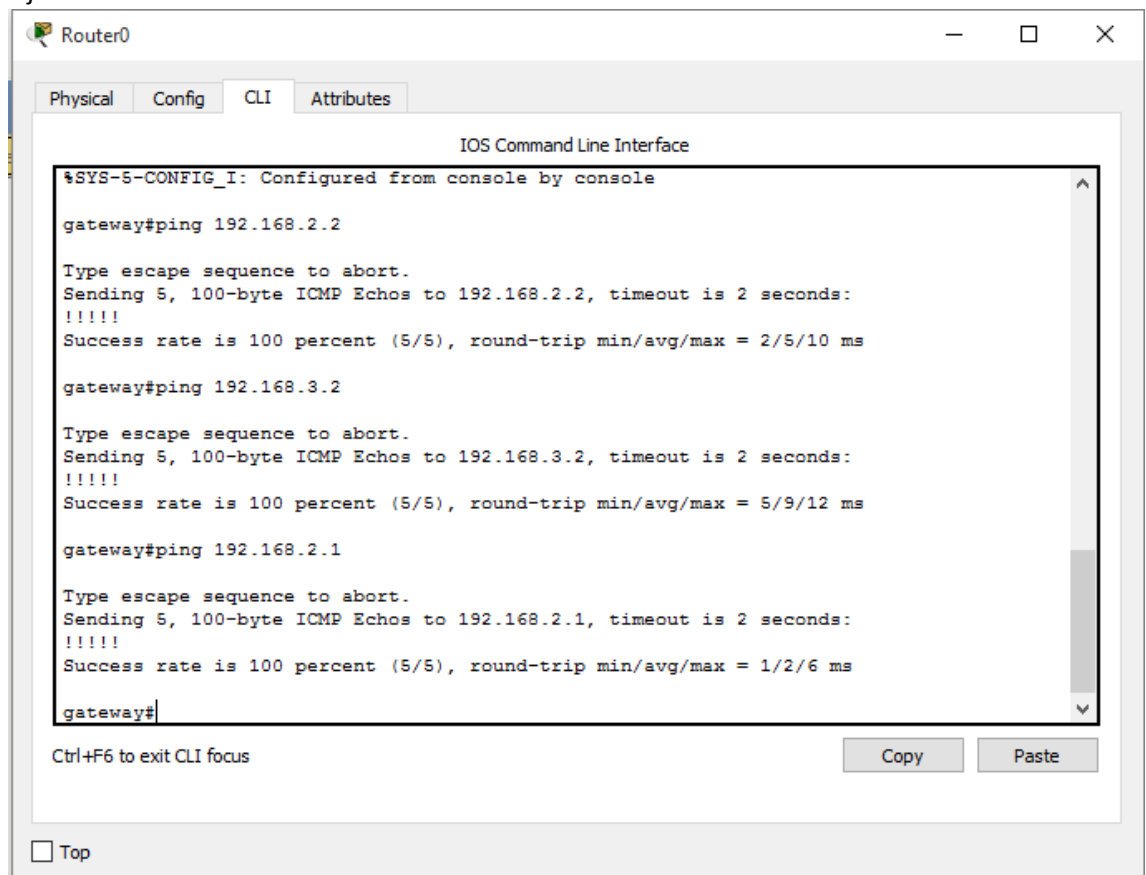 Router0
Physical Config CLI Attributes
IOS Command Line Interface
%SYS-5-CONFIG_I: Configured from console by console
gateway#ping 192.168.2.2
Type escape sequence to abort.
Sending 5, 100-byte ICMP Echos to 192.168.2.2, timeout is 2 seconds:
!!!!!
Success rate is 100 percent (5/5), round-trip min/avg/max = 2/5/10 ms
gateway#ping 192.168.3.2
Type escape sequence to abort.
Sending 5, 100-byte ICMP Echos to 192.168.3.2, timeout is 2 seconds:
!!!!!
Success rate is 100 percent (5/5), round-trip min/avg/max = 5/9/12 ms
gateway#ping 192.168.2.1
Type escape sequence to abort.
Sending 5, 100-byte ICMP Echos to 192.168.2.1, timeout is 2 seconds:
!!!!!
Success rate is 100 percent (5/5), round-trip min/avg/max = 1/2/6 ms
gateway#
Ctrl+F6 to exit CLI focus
Copy Paste
Top